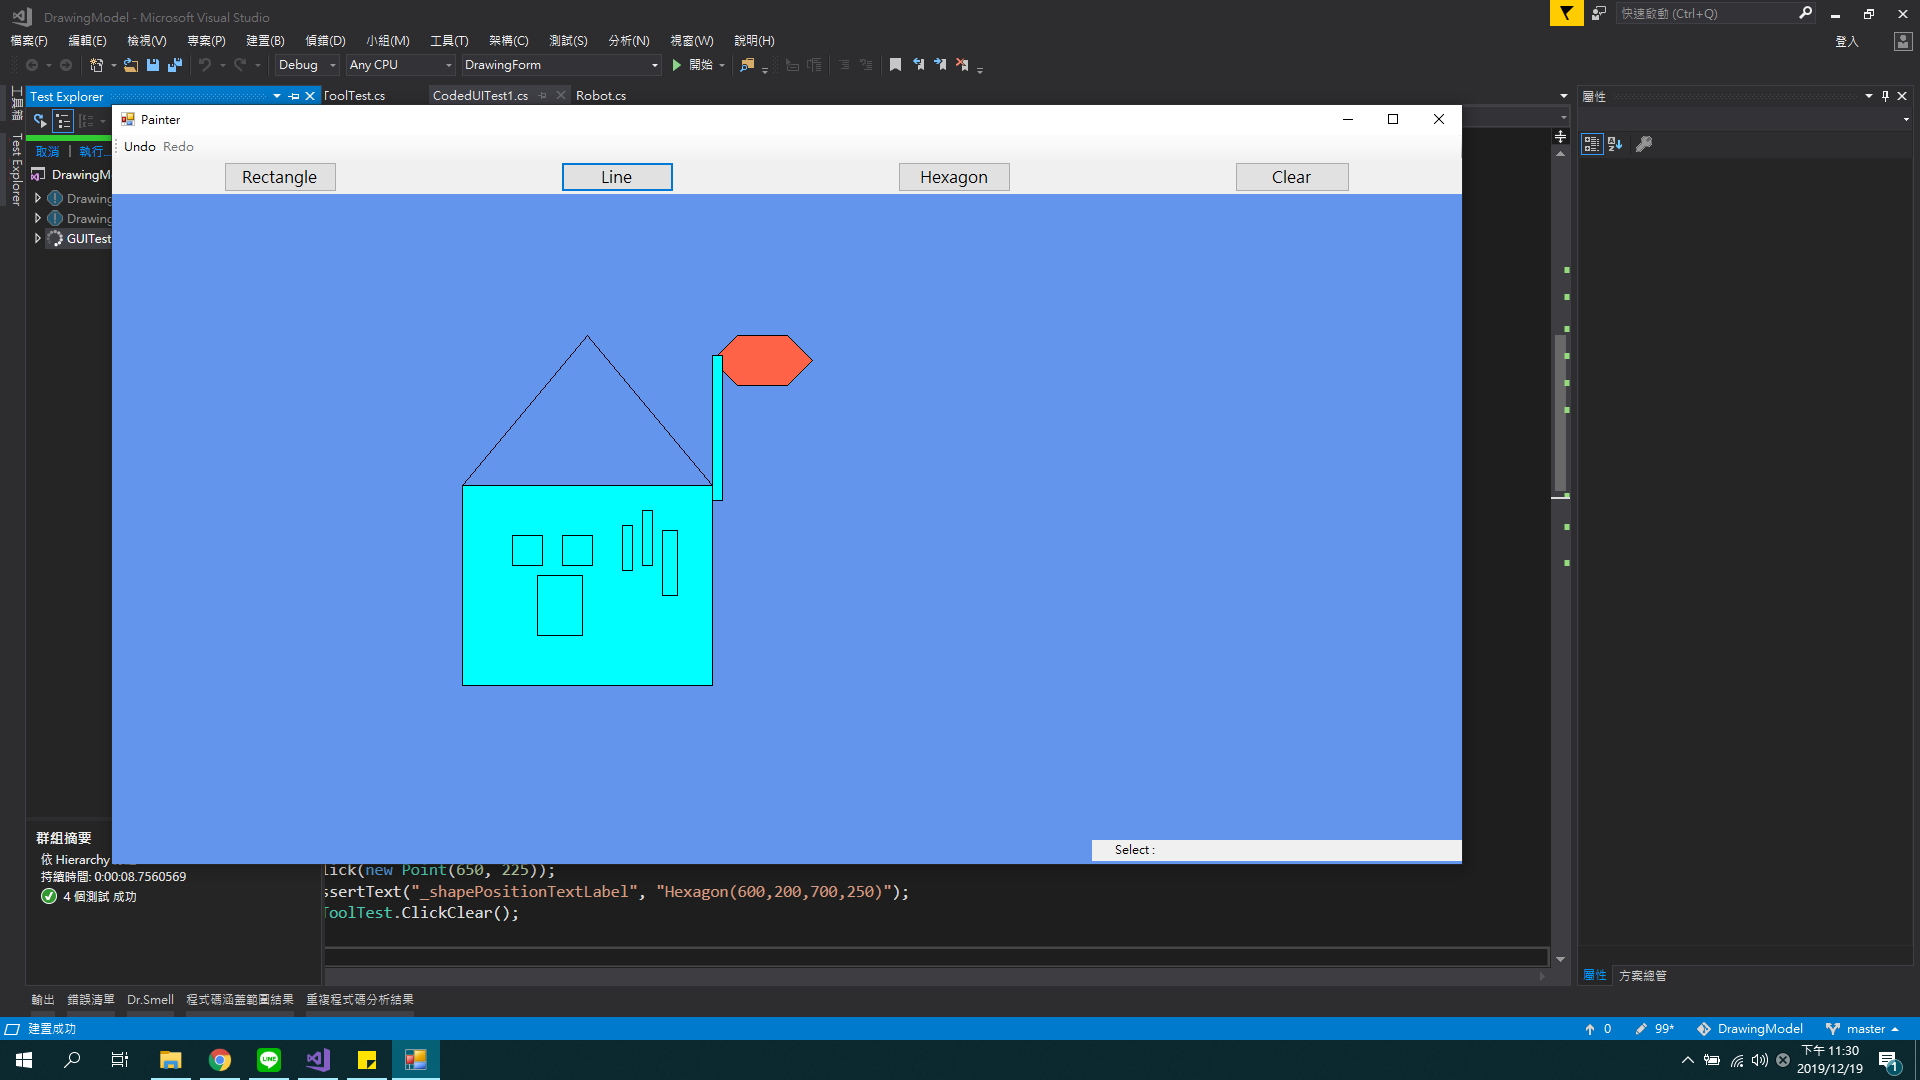 DrawingModel - Microsoft Visual Studio
快速啟動 (Ctrl+Q)
檔案(F) 編輯(E) 檢視(V) 專案(P) 建置(B) 偵錯(D) 小組(M) 工具(T) 架構(C) 測試(S) 分析(N) 視窗(W) 說明(H)
登入
Debug Any CPU DrawingForm 開始
工具箱
Test Explorer
Test Explorer
ToolTest.cs CodedUITest1.cs Robot.cs
屬性
Painter
Undo Redo
Rectangle Line Hexagon Clear
取消 | 執行...
DrawingM
Drawing
Drawing
GUITest
Select :
群組摘要
依 Hierarchy
持續時間: 0:00:08.7560569
4 個測試 成功
lick(new Point(650, 225));
ssertText("_shapePositionTextLabel", "Hexagon(600,200,700,250)");
ToolTest.ClickClear();
屬性 方案總管
輸出 錯誤清單 Dr.Smell 程式碼涵蓋範圍結果 重複程式碼分析結果
建置成功
0 99* DrawingModel master
LINE
下午 11:30
2019/12/19
1